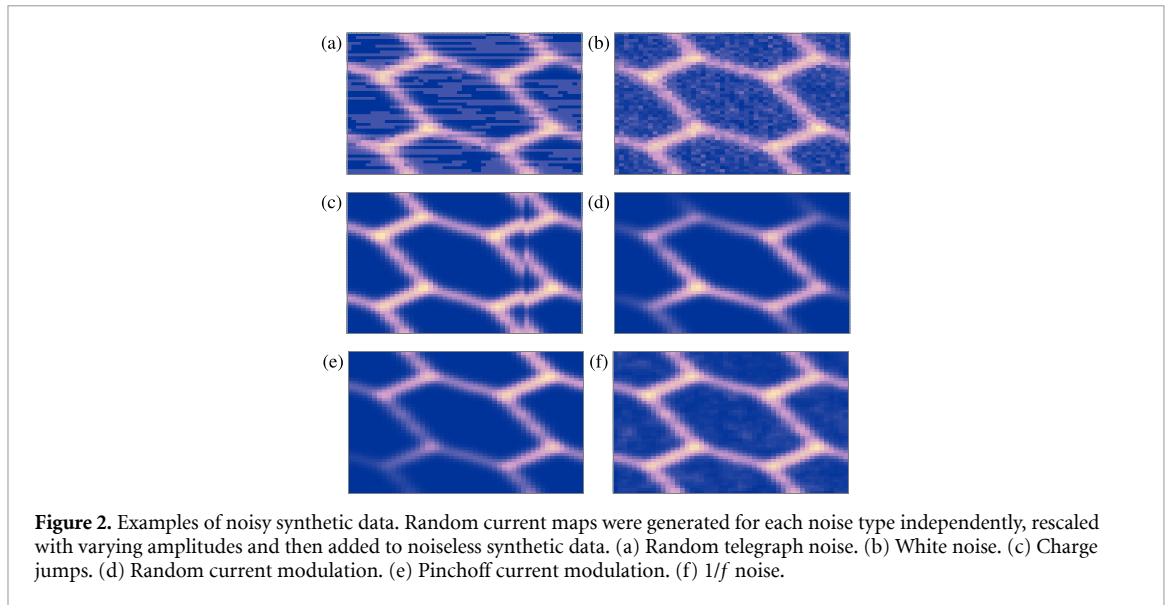 (a)
(b)
(c)
(d)
(e)
(f)
Figure 2. Examples of noisy synthetic data. Random current maps were generated for each noise type independently, rescaled
with varying amplitudes and then added to noiseless synthetic data. (a) Random telegraph noise. (b) White noise. (c) Charge
jumps. (d) Random current modulation. (e) Pinchoff current modulation. (f) 1/f noise.